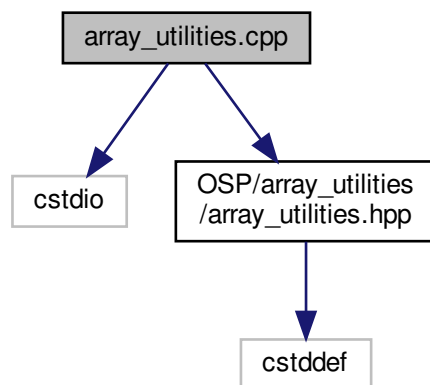 array_utilities.cpp
cstdio
OSP/array_utilities
/array_utilities.hpp
cstddef